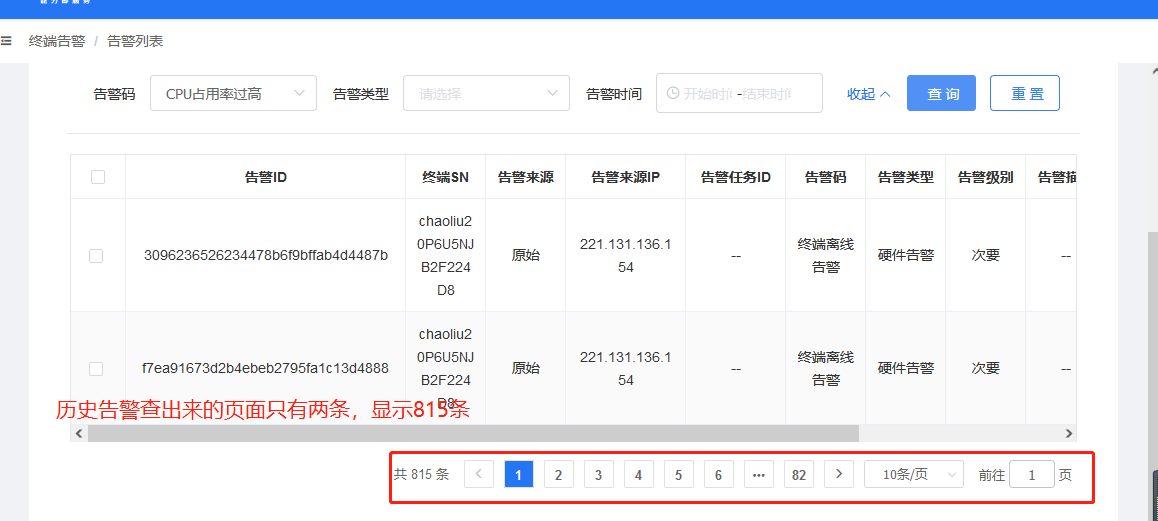 终端告警 / 告警列表
告警码 CPU占用率过高 告警类型 请选择 告警时间 开始时间 - 结束时间 收起 查 询 重 置
告警ID 终端SN 告警来源 告警来源IP 告警任务ID 告警码 告警类型 告警级别 告警描
3096236526234478b6f9bffab4d4487b chaoliu20P6U5NJB2F224D8 原始 221.131.136.154 -- 终端离线告警 硬件告警 次要 --
f7ea91673d2b4ebeb2795fa1c13d4888 chaoliu20P6U5NJB2F224D8 原始 221.131.136.154 -- 终端离线告警 硬件告警 次要 --
历史告警查出来的页面只有两条，显示815条
共 815 条 1 2 3 4 5 6 ••• 82 10条/页 前往 1 页